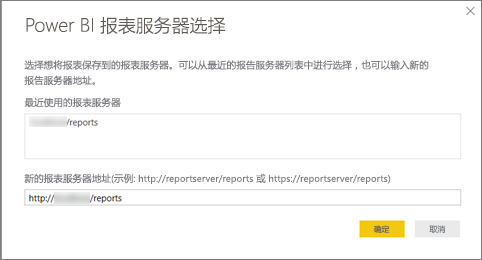 Power BI 报表服务器选择
选择想将报表保存到的报表服务器。可以从最近的报告服务器列表中进行选择，也可以输入新的
报告服务器地址。
最近使用的报表服务器
/reports
新的报表服务器地址(示例: http://reportserver/reports 或 https://reportserver/reports)
http:// /reports
确定
取消